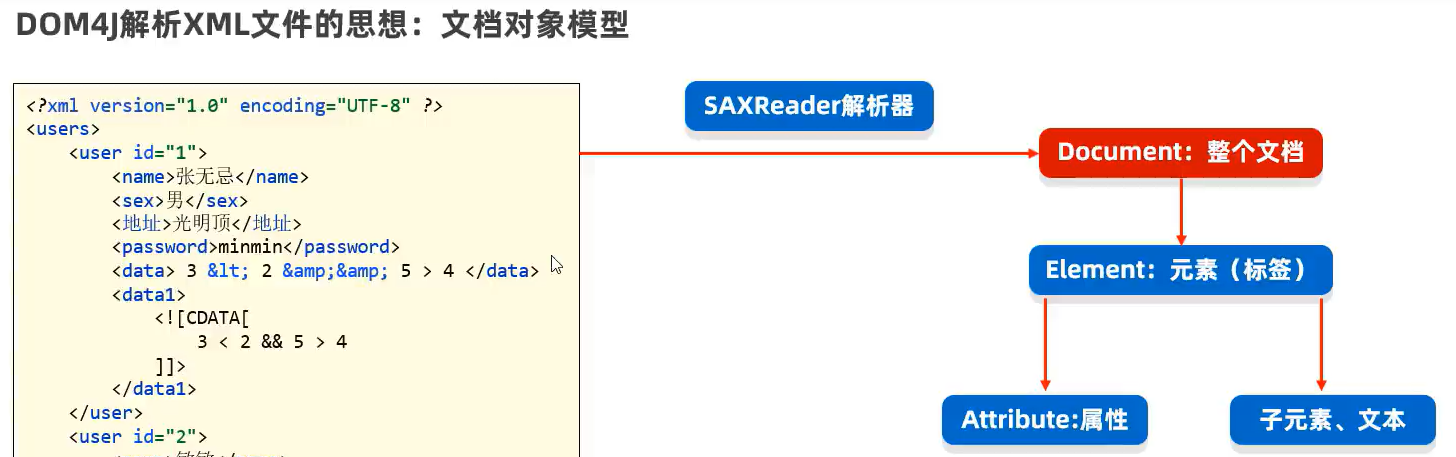 DOM4J解析XML文件的思想：文档对象模型
<?xml version="1.0" encoding="UTF-8" ?>
<users>
<user id="1">
<name>张无忌</name>
<sex>男</sex>
<地址>光明顶</地址>
<password>minmin</password>
<data> 3 &lt; 2 &amp;&amp; 5 > 4 </data>
<data1>
<![CDATA[
3 < 2 && 5 > 4
]]>
</data1>
</user>
<user id="2">
SAXReader解析器
Document：整个文档
Element：元素（标签）
Attribute:属性
子元素、文本